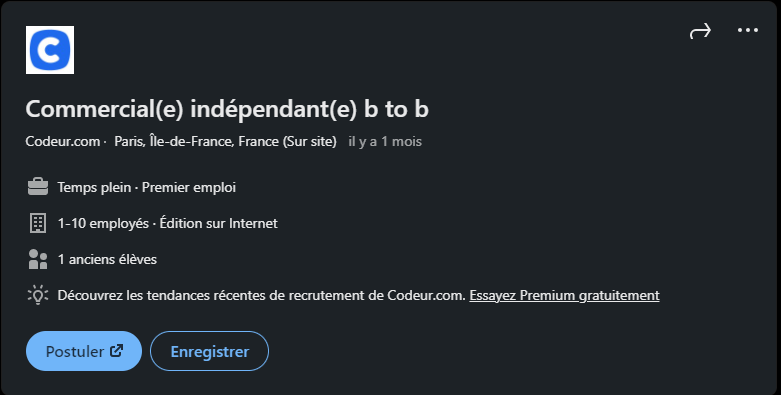 C
Commercial(e) indépendant(e) b to b
Codeur.com · Paris, Île-de-France, France (Sur site) il y a 1 mois
Temps plein · Premier emploi
1-10 employés · Édition sur Internet
1 anciens élèves
Découvrez les tendances récentes de recrutement de Codeur.com. Essayez Premium gratuitement
Postuler Enregistrer